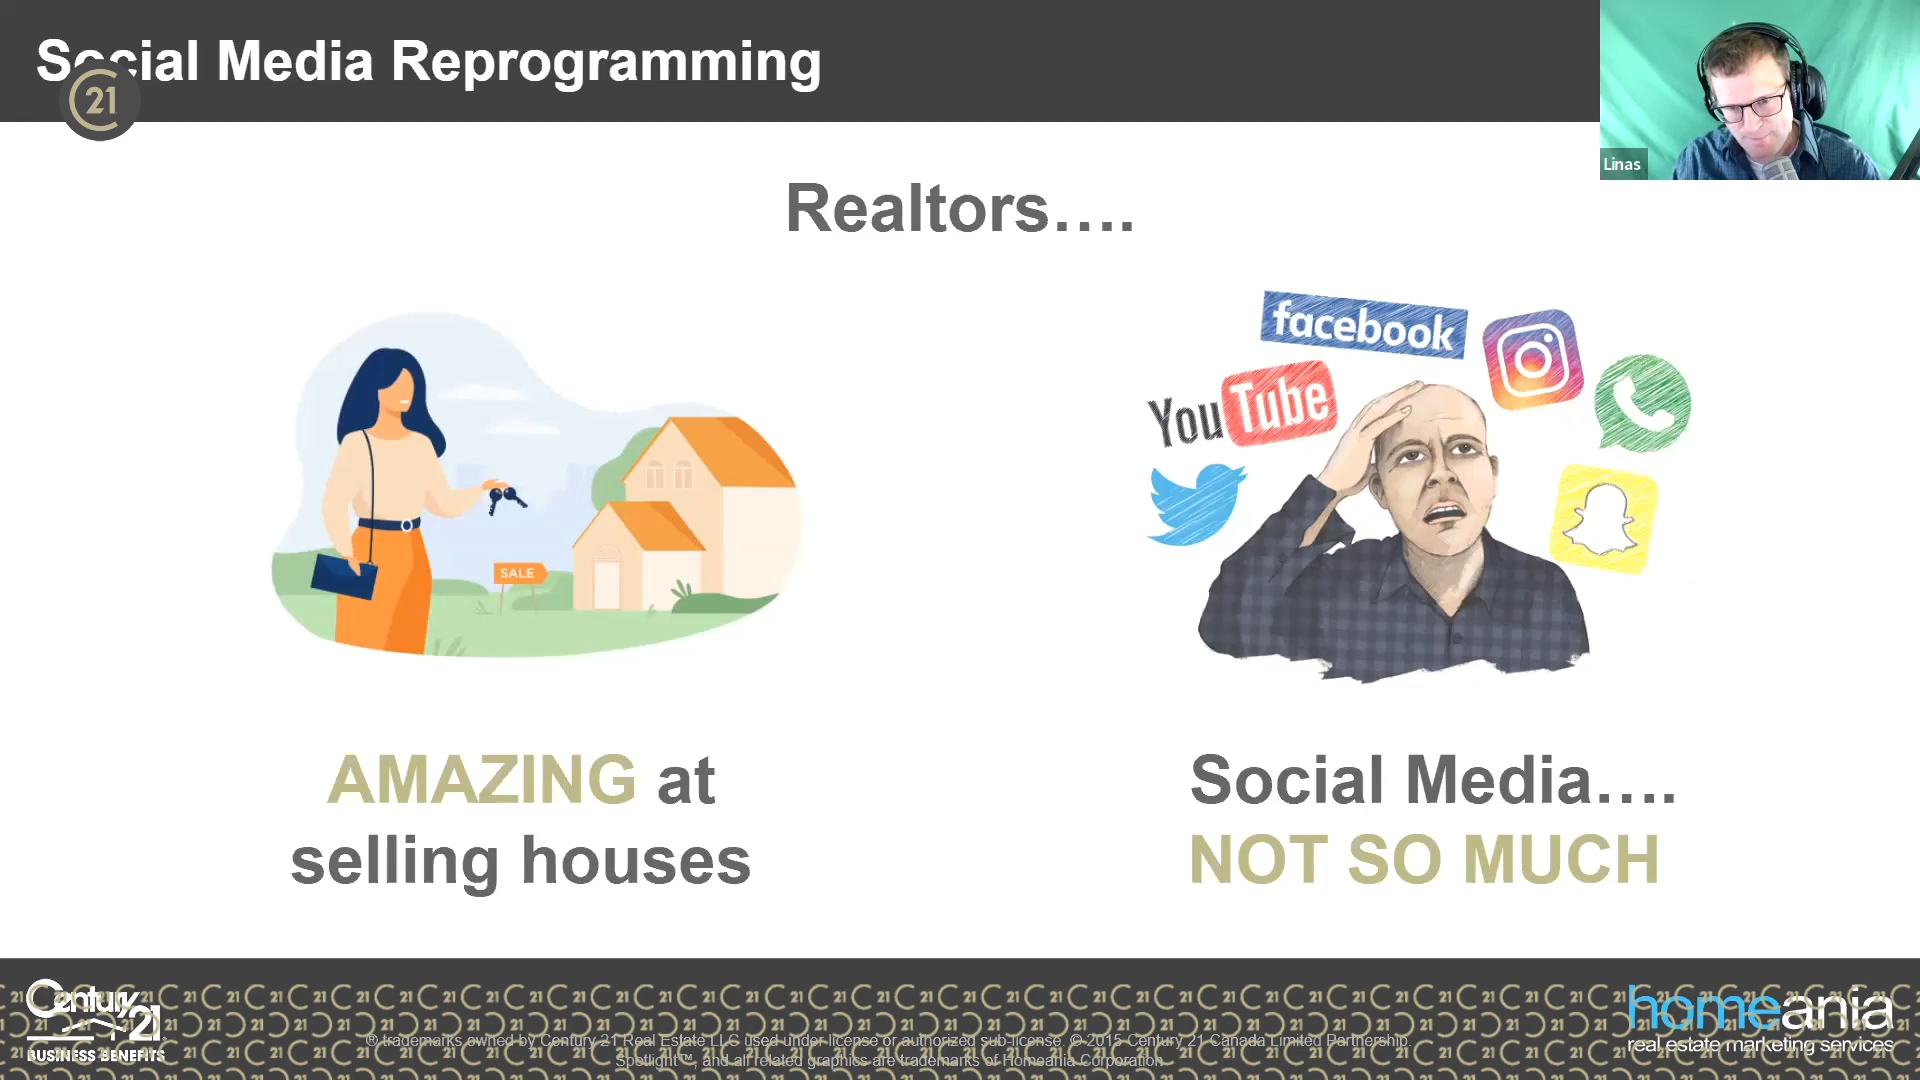 Social Media Reprogramming
21
Linas
Realtors….
facebook
YouTube
SALE
AMAZING at
selling houses
Social Media….
NOT SO MUCH
Century 21
BUSINESS BENEFITS
® trademarks owned by Century 21 Real Estate LLC used under license or authorized sub-license. © 2015 Century 21 Canada Limited Partnership.
Spotlight™, and all related graphics are trademarks of Homeania Corporation
homeania
real estate marketing services